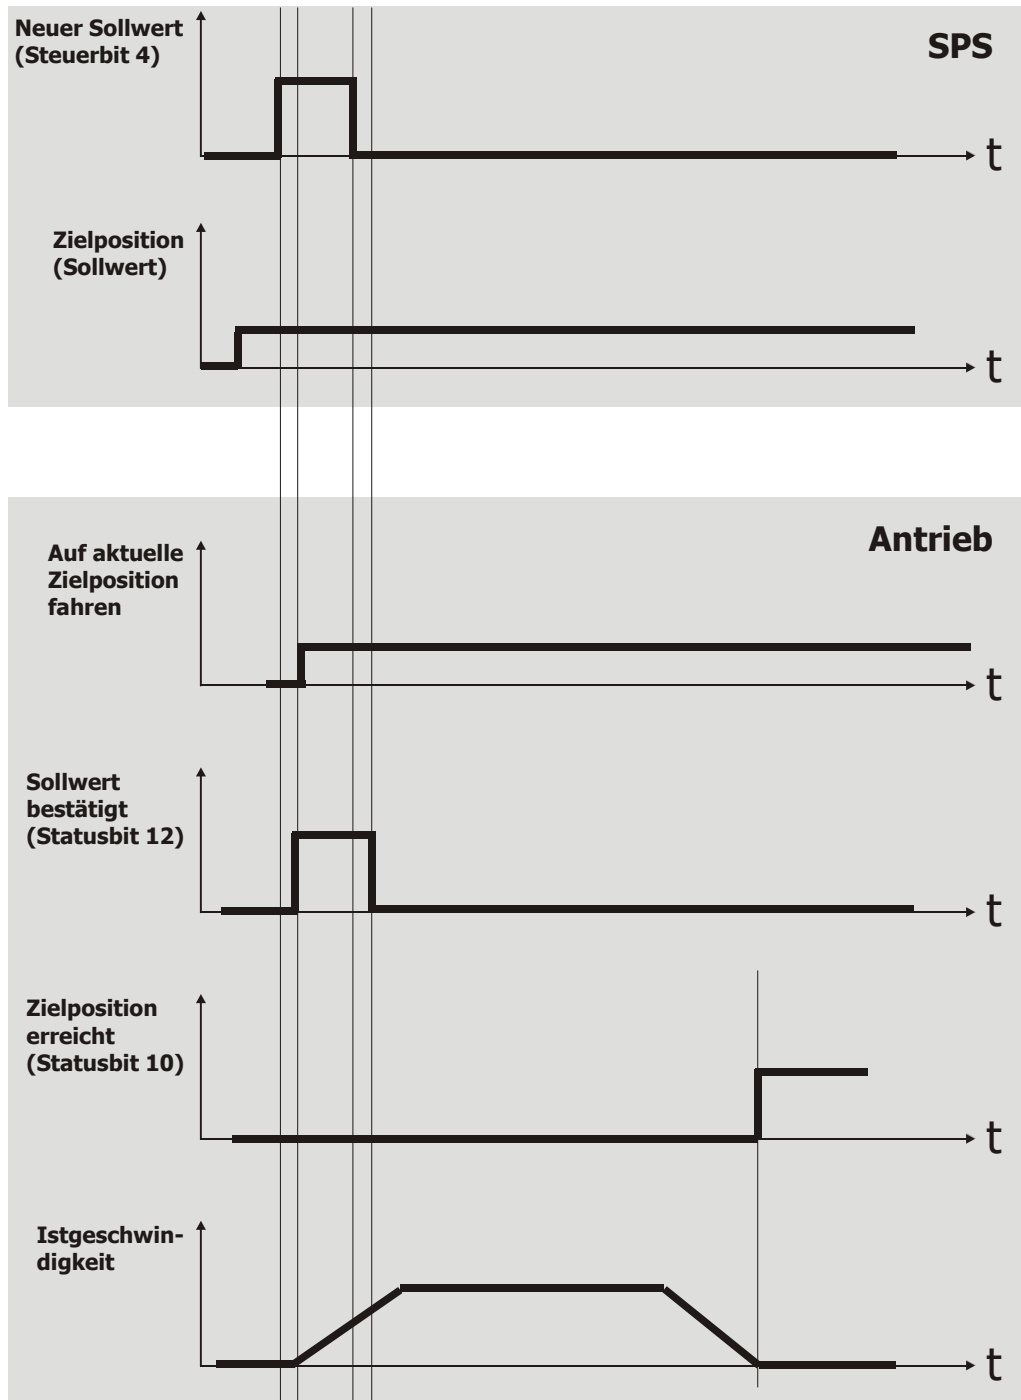 Neuer Sollwert
(Steuerbit 4)
SPS
t
Zielposition
(Sollwert)
t
Antrieb
Auf aktuelle
Zielposition
fahren
t
Sollwert
bestätigt
(Statusbit 12)
t
Zielposition
erreicht
(Statusbit 10)
t
Istgeschwin-
digkeit
t